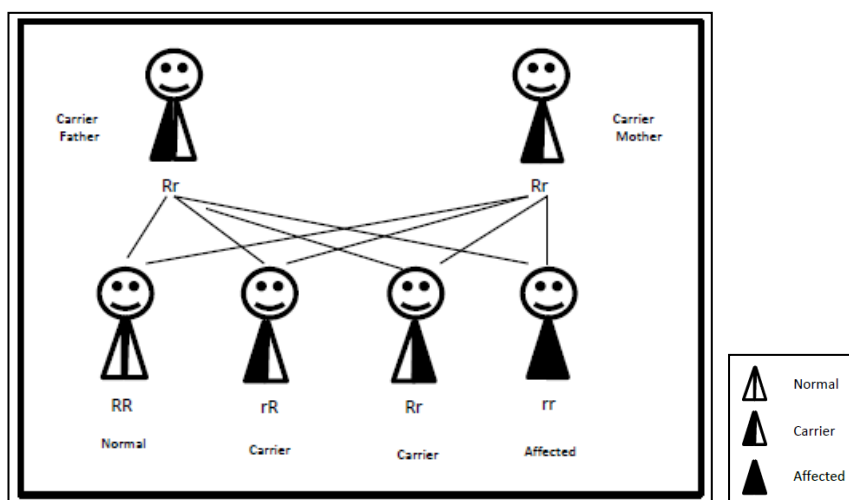 Carrier
Father
Carrier
Mother
Rr
Rr
RR
rR
Rr
rr
Normal
Carrier
Carrier
Affected
Normal
Carrier
Affected